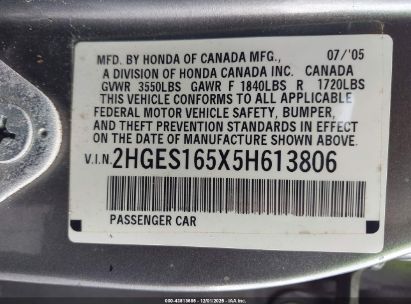 MFD. BY HONDA OF CANADA MFG., 07/'05
A DIVISION OF HONDA CANADA INC. CANADA
GVWR 3550LBS GAWR F 1840LBS R 1720LBS
THIS VEHICLE CONFORMS TO ALL APPLICABLE
FEDERAL MOTOR VEHICLE SAFETY, BUMPER,
AND THEFT PREVENTION STANDARDS IN EFFECT
ON THE DATE OF MANUFACTURE SHOWN ABOVE.
V.I.N. 2HGES165X5H613806
PASSENGER CAR